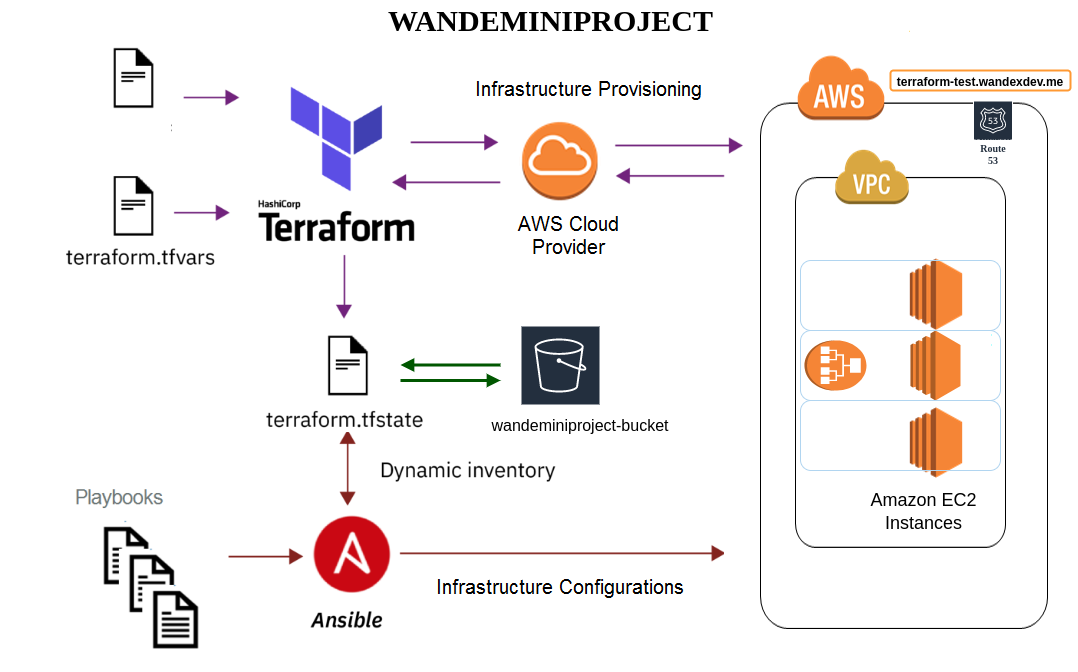 WANDEMINIPROJECT
Infrastructure Provisioning
AWS
terraform-test.wandexdev.me
53
Route
53
VPC
HashiCorp
Terraform
AWS Cloud
Provider
terraform.tfvars
terraform.tfstate
wandeminiproject-bucket
Dynamic inventory
Playbooks
Amazon EC2
Instances
Infrastructure Configurations
Ansible